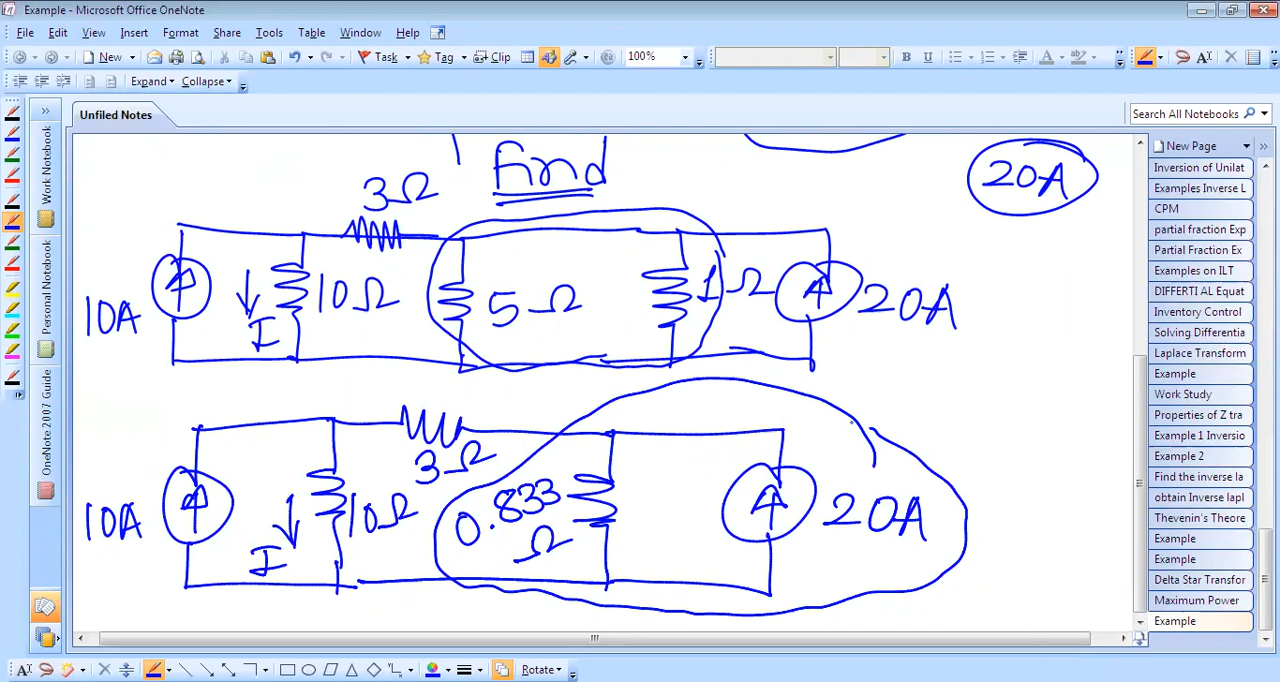 Example - Microsoft Office OneNote
File Edit View Insert Format Share Tools Table Window Help
New Task Tag Clip 100% B I U A
Expand Collapse
Unfiled Notes
Search All Notebooks
Work Notebook
Personal Notebook
OneNote 2007 Guide
New Page
Inversion of Unilat
Examples Inverse L
CPM
partial fraction Exp
Partial Fraction Ex
Examples on ILT
DIFFERTI AL Equat
Inventory Control
Solving Differentia
Laplace Transform
Example
Work Study
Properties of Z tra
Example 1 Inversio
Example 2
Find the inverse la
obtain Inverse lapl
Thevenin's Theore
Example
Example
Delta Star Transfor
Maximum Power
Example
Find
20A
3Ω
10A I 10Ω 5Ω 1Ω 20A
3Ω
10A I 10Ω 0.833 Ω 20A
Rotate